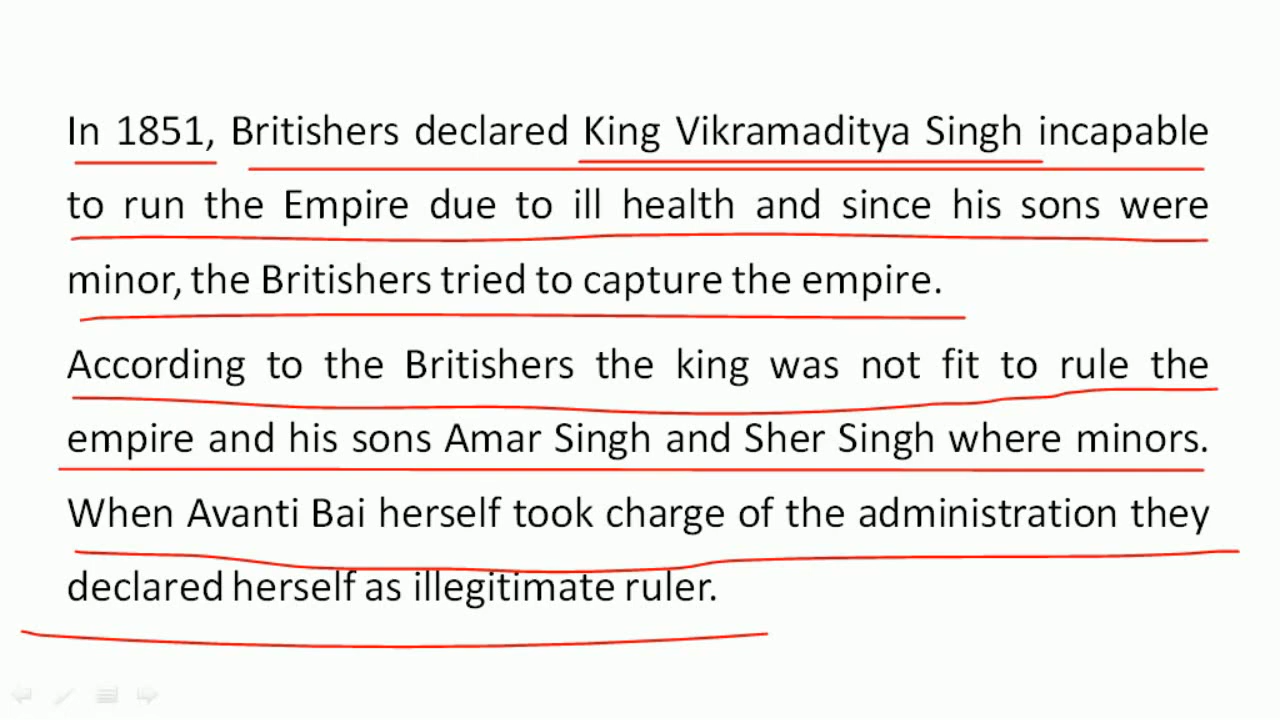 In 1851, Britishers declared King Vikramaditya Singh incapable
to run the Empire due to ill health and since his sons were
minor, the Britishers tried to capture the empire.
According to the Britishers the king was not fit to rule the
empire and his sons Amar Singh and Sher Singh where minors.
When Avanti Bai herself took charge of the administration they
declared herself as illegitimate ruler.